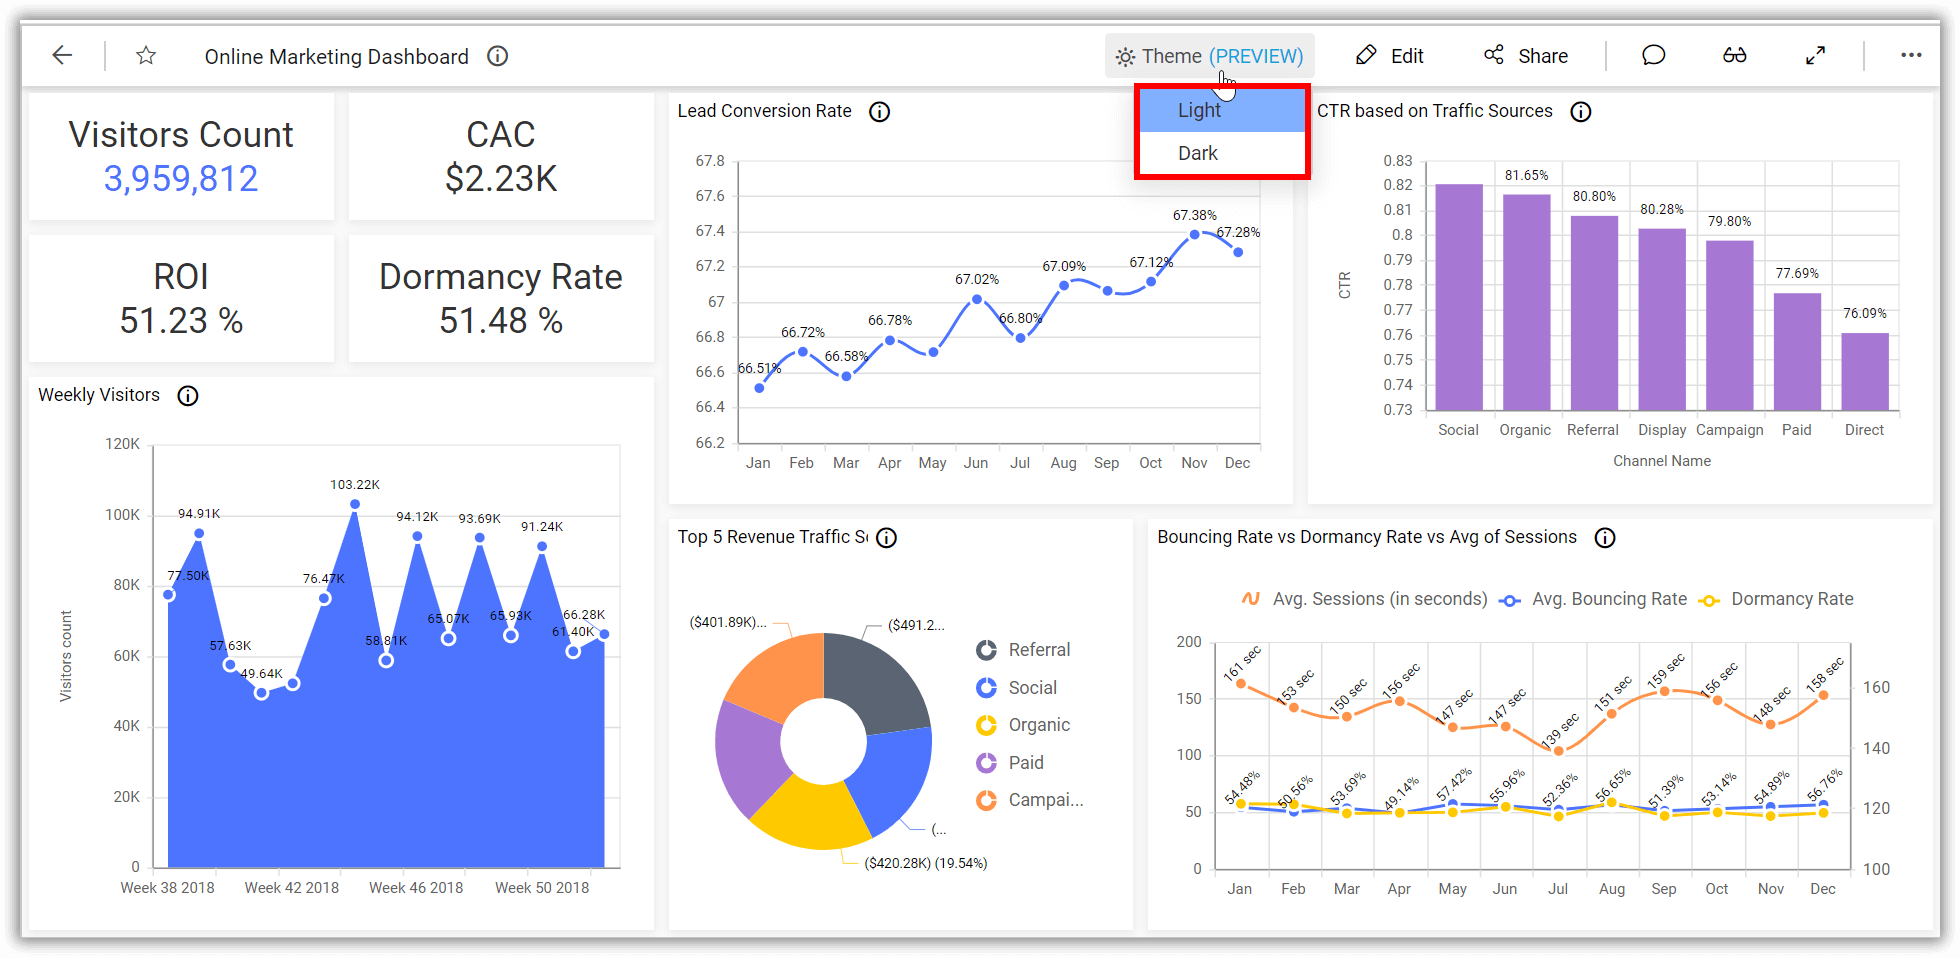 Online Marketing Dashboard
Theme (PREVIEW)
Edit
Share
Light
Dark
Visitors Count
3,959,812
CAC
$2.23K
ROI
51.23 %
Dormancy Rate
51.48 %
Lead Conversion Rate
67.8
67.6
67.4
67.2
67
66.8
66.6
66.4
66.2
66.51%
66.72%
66.58%
66.78%
67.02%
66.80%
67.09%
67.12%
67.38%
67.28%
Jan Feb Mar Apr May Jun Jul Aug Sep Oct Nov Dec
CTR based on Traffic Sources
CTR
0.83
0.82
0.81
0.8
0.79
0.78
0.77
0.76
0.75
0.74
0.73
81.65%
80.80%
80.28%
79.80%
77.69%
76.09%
Social Organic Referral Display Campaign Paid Direct
Channel Name
Weekly Visitors
Visitors count
120K
100K
80K
60K
40K
20K
0
77.50K
94.91K
57.63K
49.64K
76.47K
103.22K
58.81K
94.12K
65.07K
93.69K
65.93K
91.24K
61.40K
66.28K
Week 38 2018 Week 42 2018 Week 46 2018 Week 50 2018
Top 5 Revenue Traffic S
($401.89K)...
($491.2...
(...
($420.28K) (19.54%)
Referral
Social
Organic
Paid
Campai...
Bouncing Rate vs Dormancy Rate vs Avg of Sessions
Avg. Sessions (in seconds) Avg. Bouncing Rate Dormancy Rate
200
150
100
50
0
160
140
120
100
161 sec
153 sec
150 sec
156 sec
147 sec
147 sec
139 sec
151 sec
159 sec
156 sec
148 sec
158 sec
54.48%
50.56%
53.69%
49.14%
57.42%
55.96%
52.36%
56.65%
51.39%
53.14%
54.89%
56.76%
Jan Feb Mar Apr May Jun Jul Aug Sep Oct Nov Dec